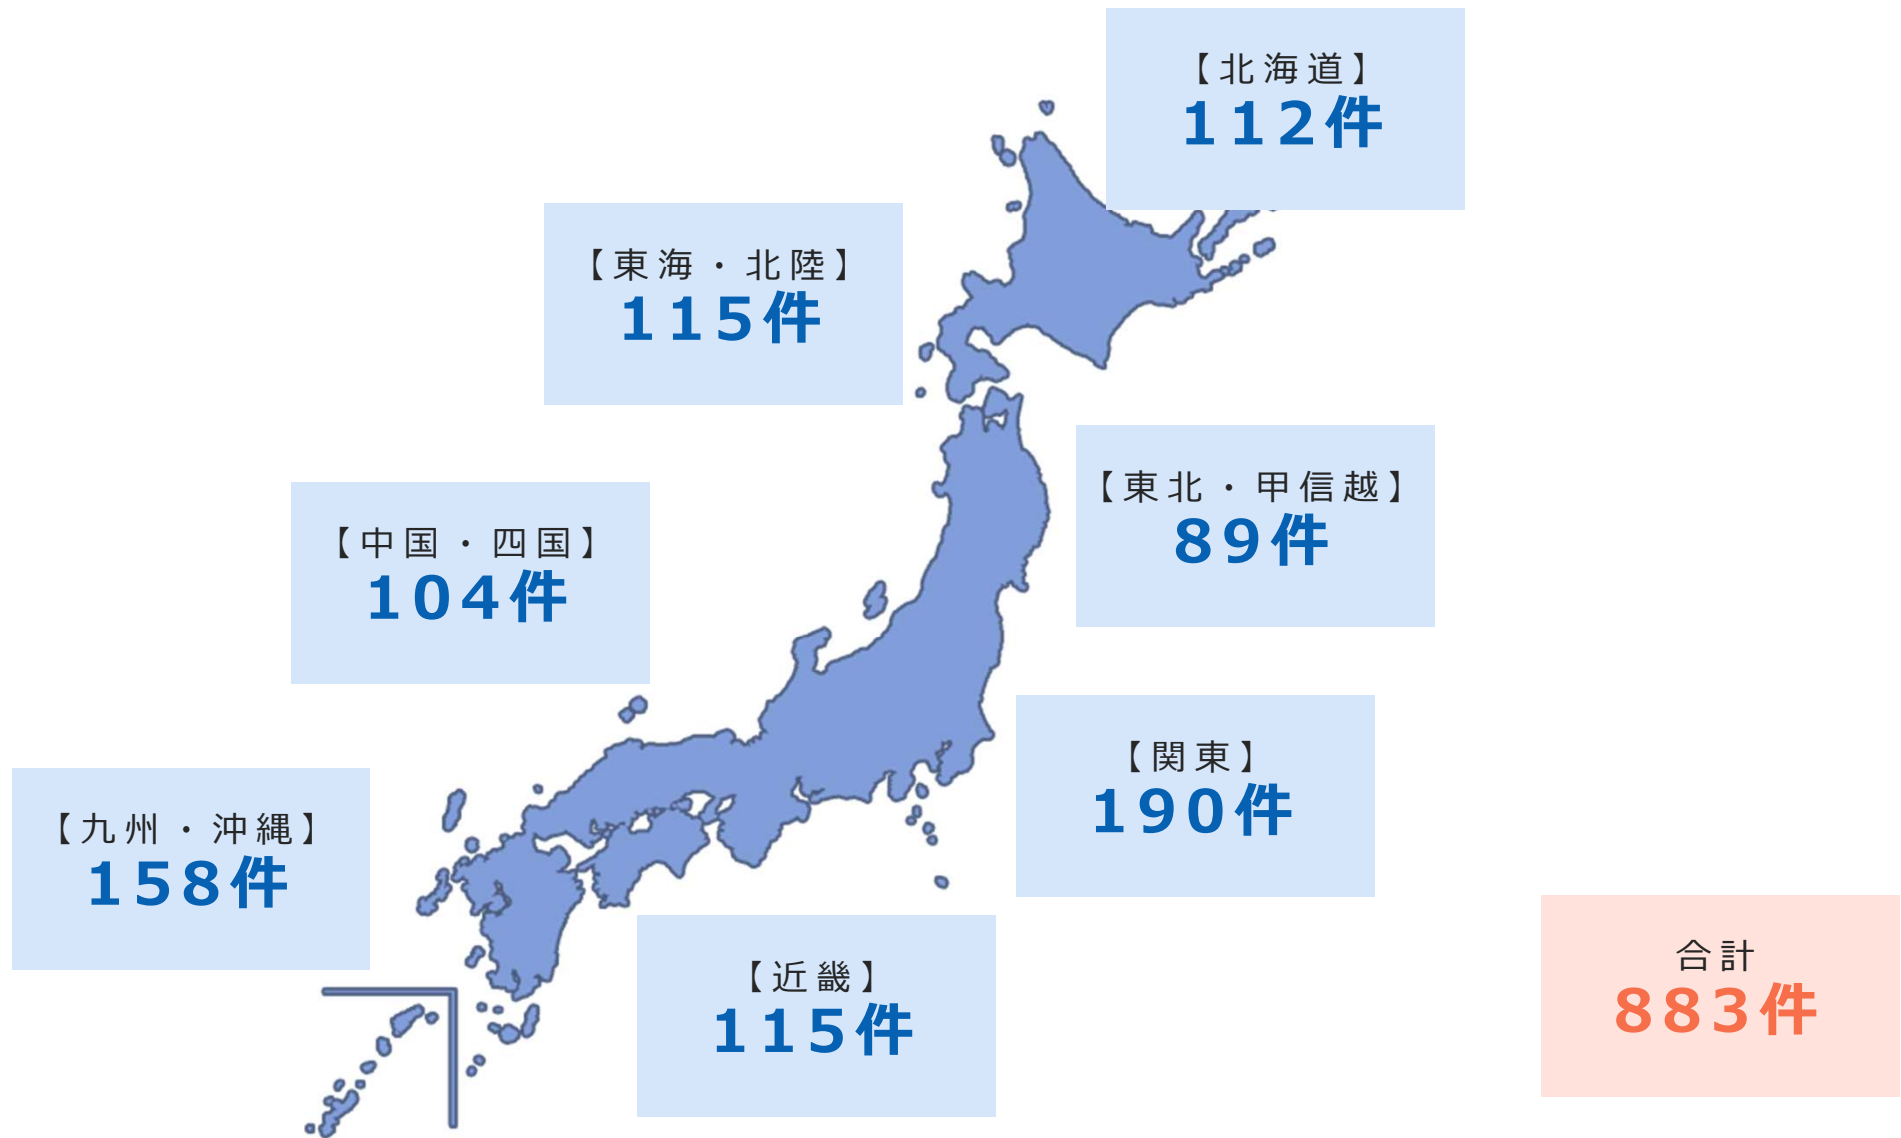 【北海道】
112件
【東海・北陸】
115件
【東北・甲信越】
89件
【中国・四国】
104件
【関東】
190件
【九州・沖縄】
158件
【近畿】
115件
合計
883件